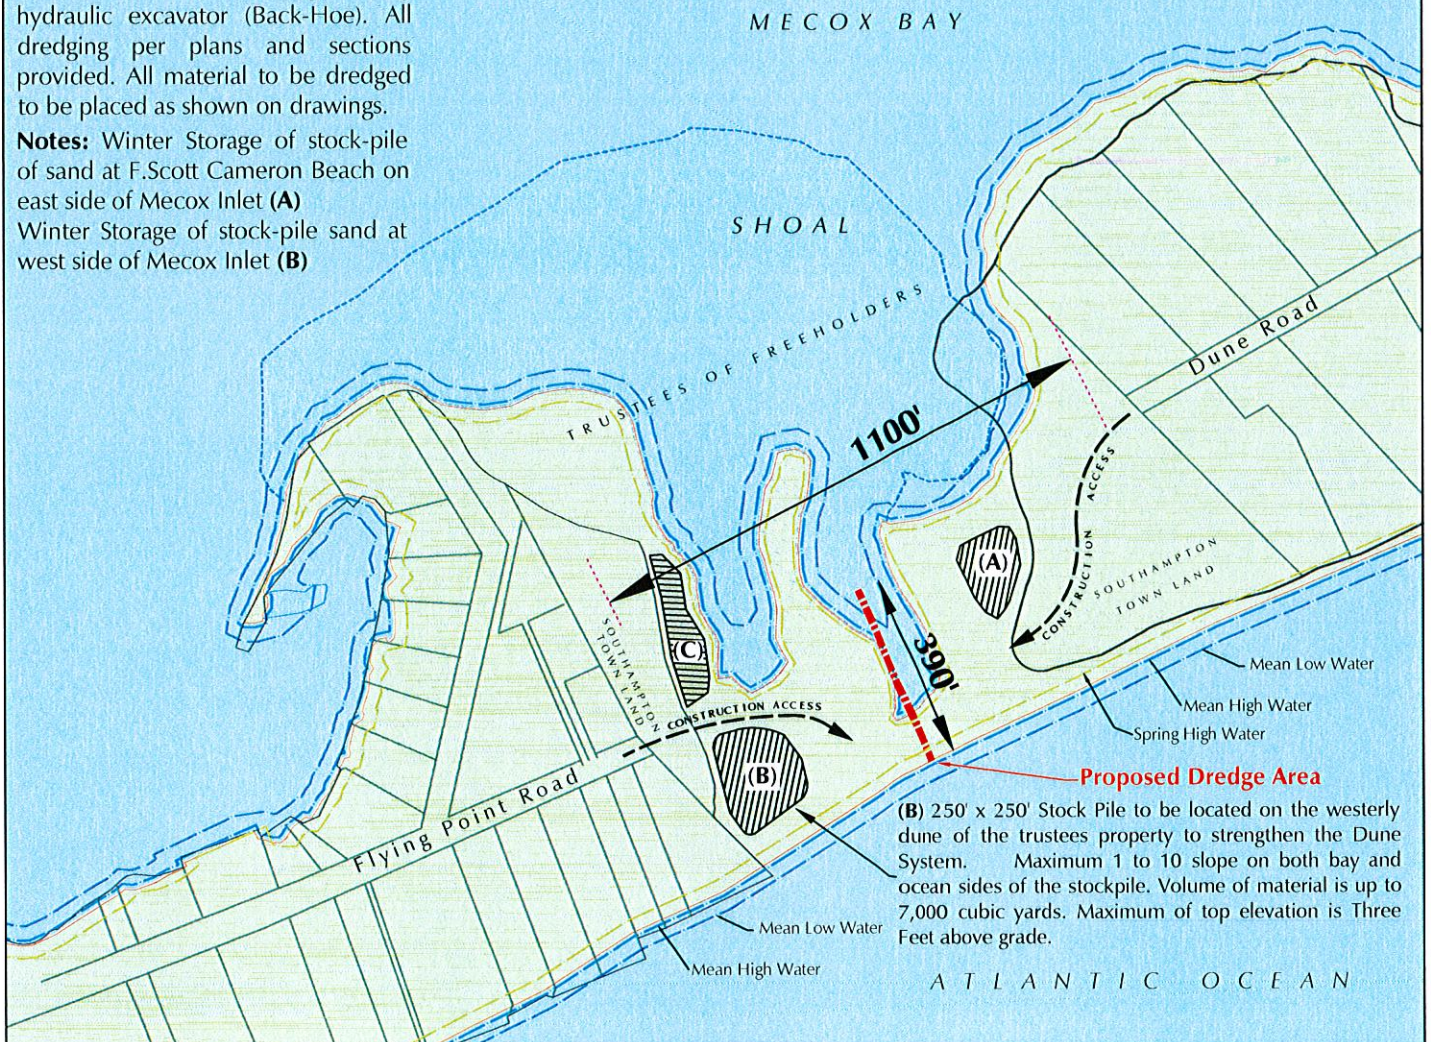 hydraulic excavator (Back-Hoe). All
dredging per plans and sections
provided. All material to be dredged
to be placed as shown on drawings.
Notes: Winter Storage of stock-pile
of sand at F.Scott Cameron Beach on
east side of Mecox Inlet (A)
Winter Storage of stock-pile sand at
west side of Mecox Inlet (B)
MECOX BAY
SHOAL
TRUSTEES OF FREEHOLDERS
1100'
Dune Road
CONSTRUCTION ACCESS
(A)
SOUTHAMPTON
TOWN LAND
390'
(C)
SOUTHAMPTON
TOWN LAND
CONSTRUCTION ACCESS
(B)
Flying Point Road
Mean Low Water
Mean High Water
Spring High Water
Proposed Dredge Area
(B) 250' x 250' Stock Pile to be located on the westerly
dune of the trustees property to strengthen the Dune
System. Maximum 1 to 10 slope on both bay and
ocean sides of the stockpile. Volume of material is up to
7,000 cubic yards. Maximum of top elevation is Three
Feet above grade.
Mean Low Water
Mean High Water
ATLANTIC OCEAN